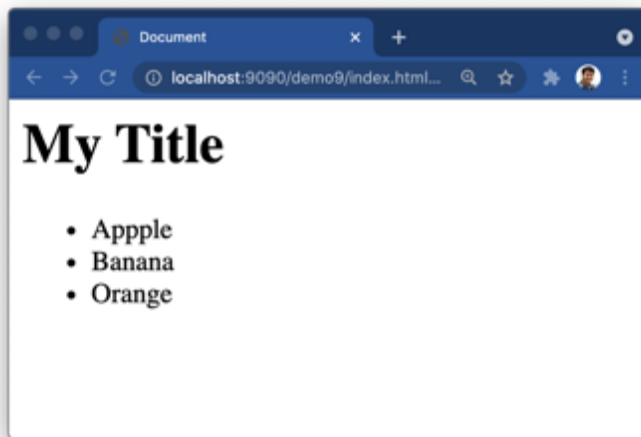 Document
localhost:9090/demo9/index.html...
My Title
Appple
Banana
Orange